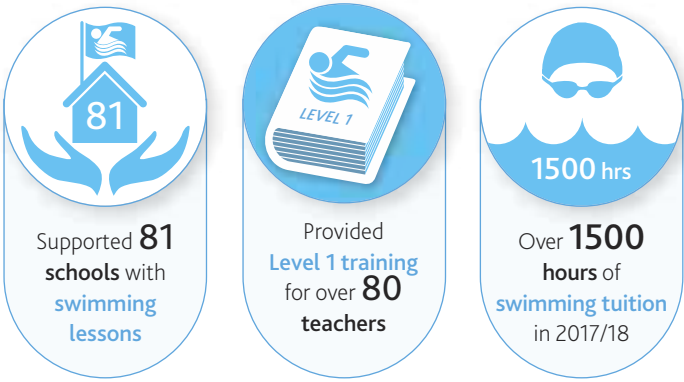 81
Supported 81
schools with
swimming
lessons
LEVEL 1
Provided
Level 1 training
for over 80
teachers
1500 hrs
Over 1500
hours of
swimming tuition
in 2017/18